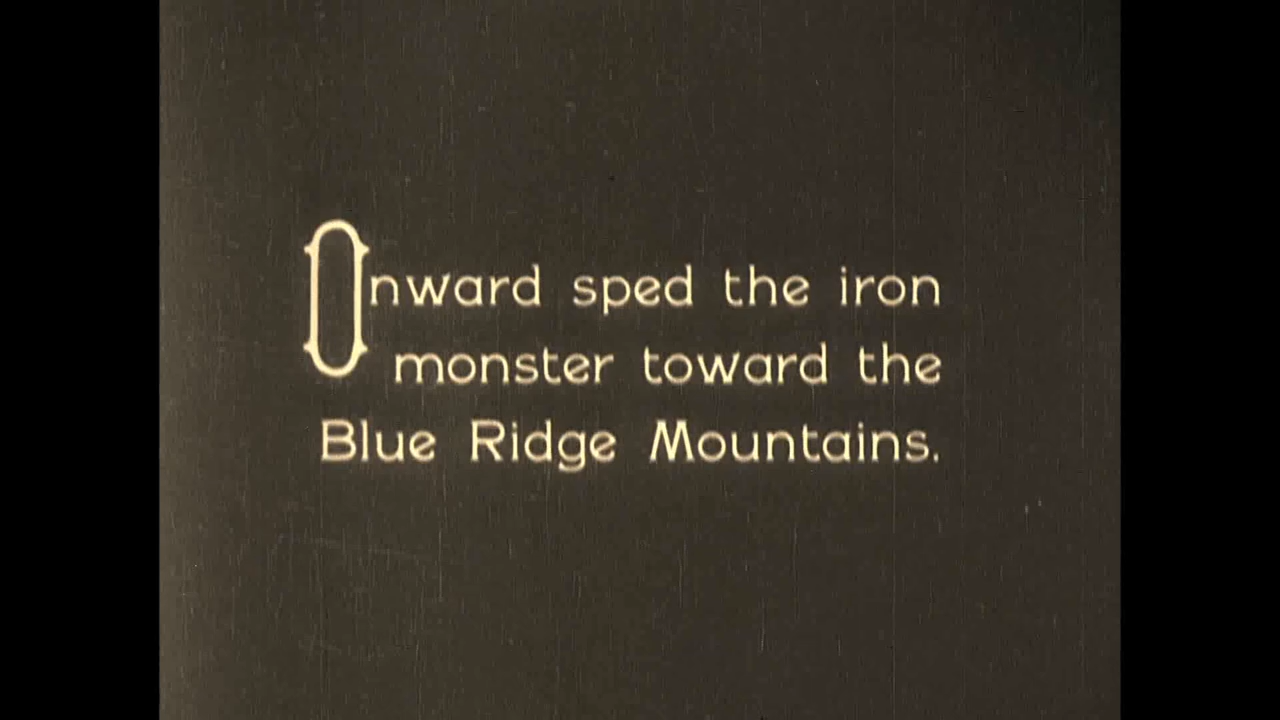 Onward sped the iron
monster toward the
Blue Ridge Mountains.